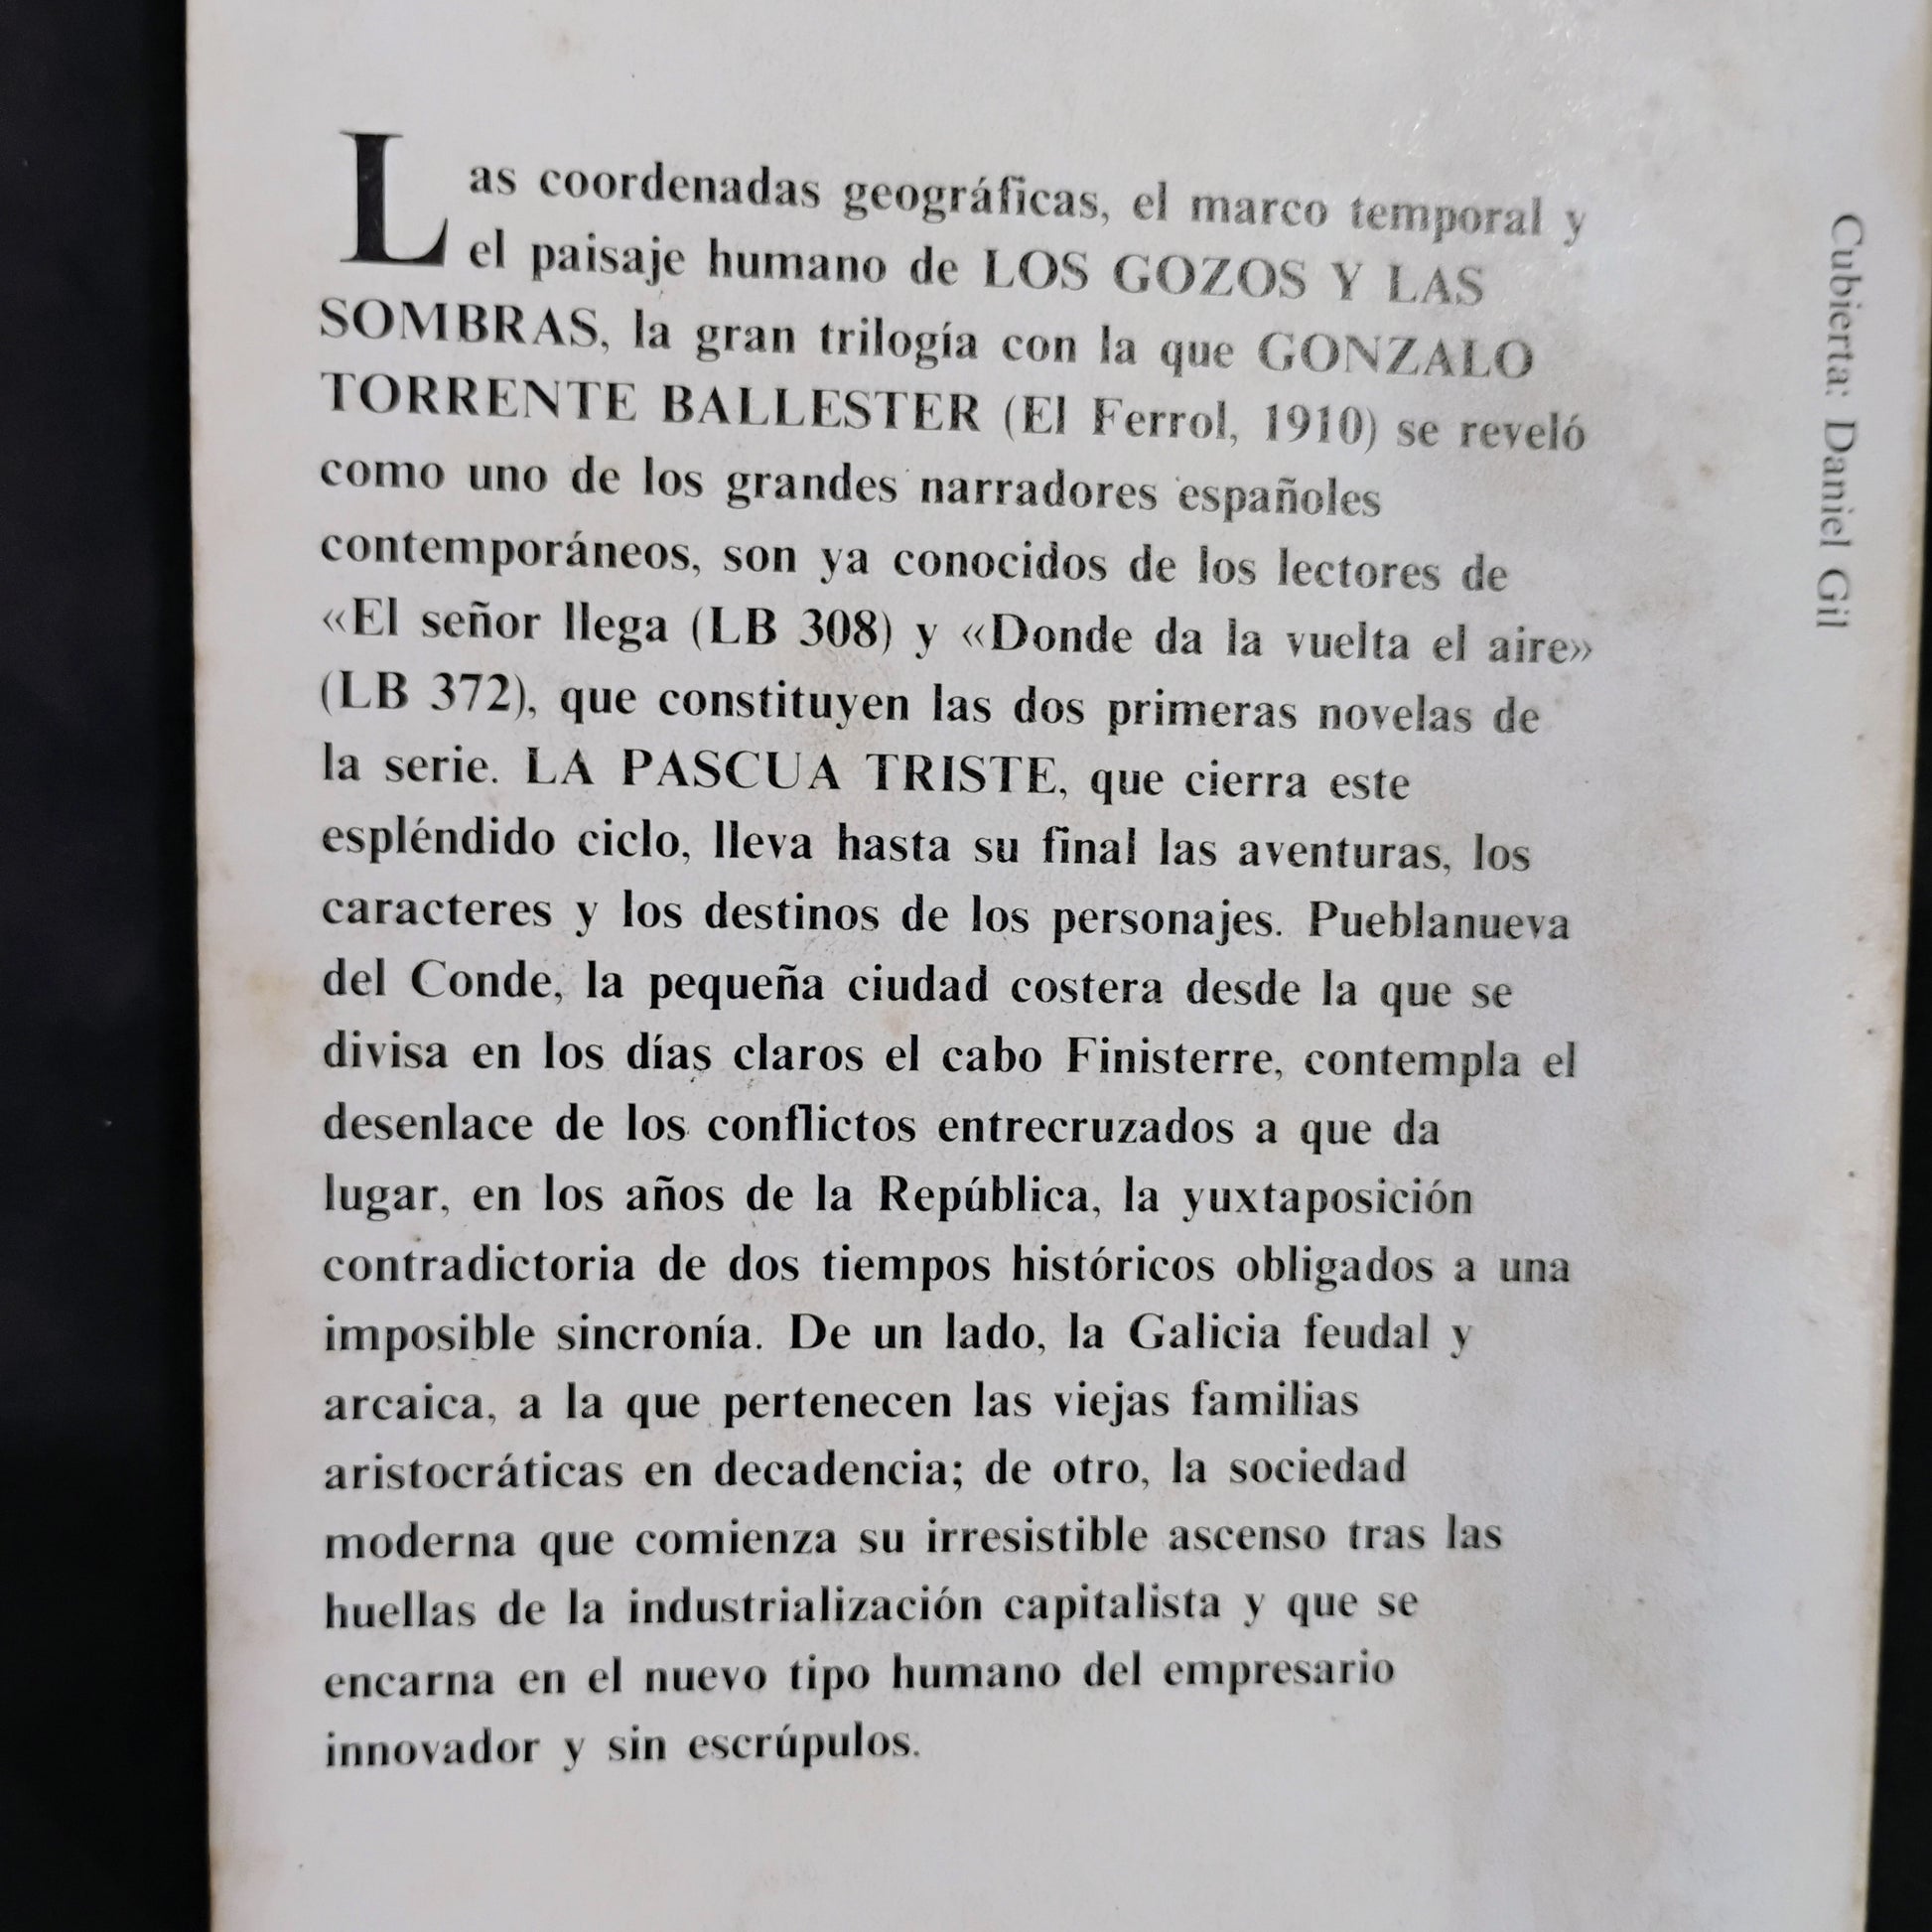 Las coordenadas geográficas, el marco temporal y
el paisaje humano de LOS GOZOS Y LAS
SOMBRAS, la gran trilogía con la que GONZALO
TORRENTE BALLESTER (El Ferrol, 1910) se reveló
como uno de los grandes narradores españoles
contemporáneos, son ya conocidos de los lectores de
«El señor llega (LB 308) y «Donde da la vuelta el aire»
(LB 372), que constituyen las dos primeras novelas de
la serie. LA PASCUA TRISTE, que cierra este
espléndido ciclo, lleva hasta su final las aventuras, los
caracteres y los destinos de los personajes. Pueblanueva
del Conde, la pequeña ciudad costera desde la que se
divisa en los días claros el cabo Finisterre, contempla el
desenlace de los conflictos entrecruzados a que da
lugar, en los años de la República, la yuxtaposición
contradictoria de dos tiempos históricos obligados a una
imposible sincronía. De un lado, la Galicia feudal y
arcaica, a la que pertenecen las viejas familias
aristocráticas en decadencia; de otro, la sociedad
moderna que comienza su irresistible ascenso tras las
huellas de la industrialización capitalista y que se
encarna en el nuevo tipo humano del empresario
innovador y sin escrúpulos.
Cubierta: Daniel Gil